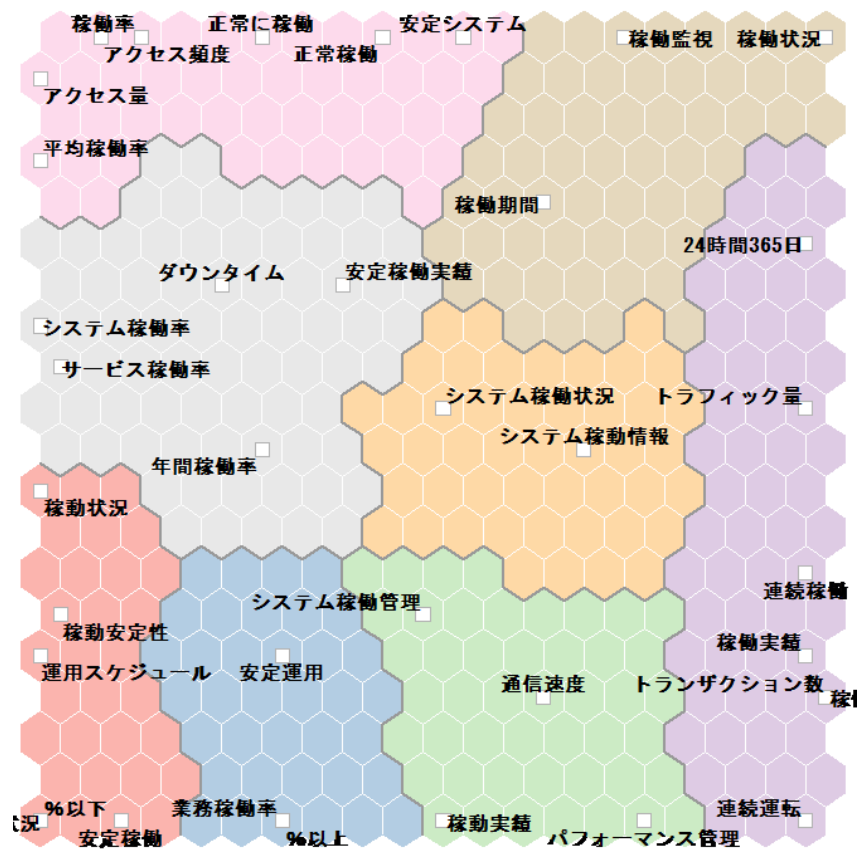 稼働率
正常に稼働
安定システム
稼働監視
稼働状況
アクセス頻度
正常稼働
アクセス量
平均稼働率
稼働期間
24時間365日
ダウンタイム
安定稼働実績
システム稼働率
サービス稼働率
システム稼働状況
トラフィック量
システム稼動情報
年間稼働率
稼動状況
連続稼働
システム稼働管理
稼動安定性
稼働実績
運用スケジュール
安定運用
通信速度
トランザクション数
稼働
%以下
業務稼働率
連続運転
状況
安定稼働
%以上
稼動実績
パフォーマンス管理